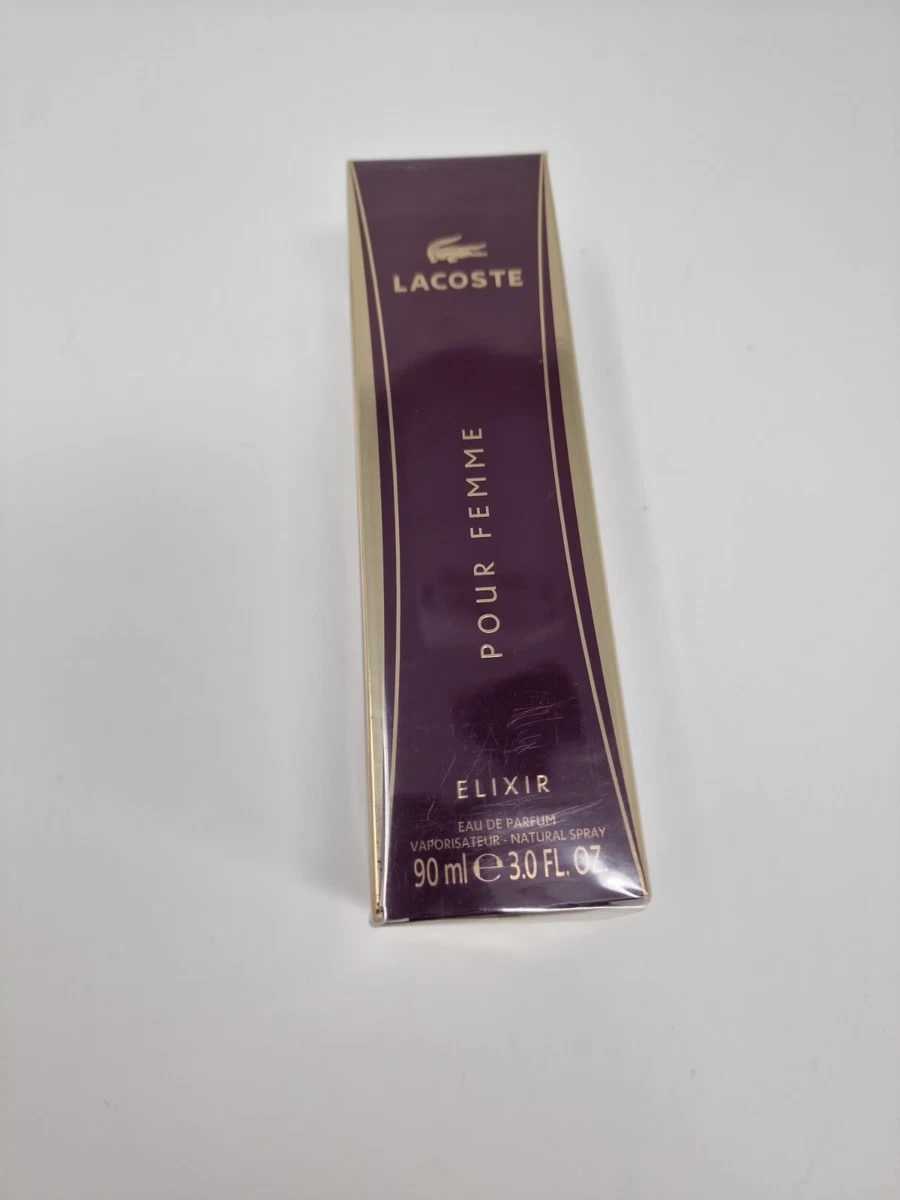 LACOSTE
POUR FEMME
ELIXIR
EAU DE PARFUM
VAPORISATEUR - NATURAL SPRAY
90 ml e 3.0 FL. OZ.